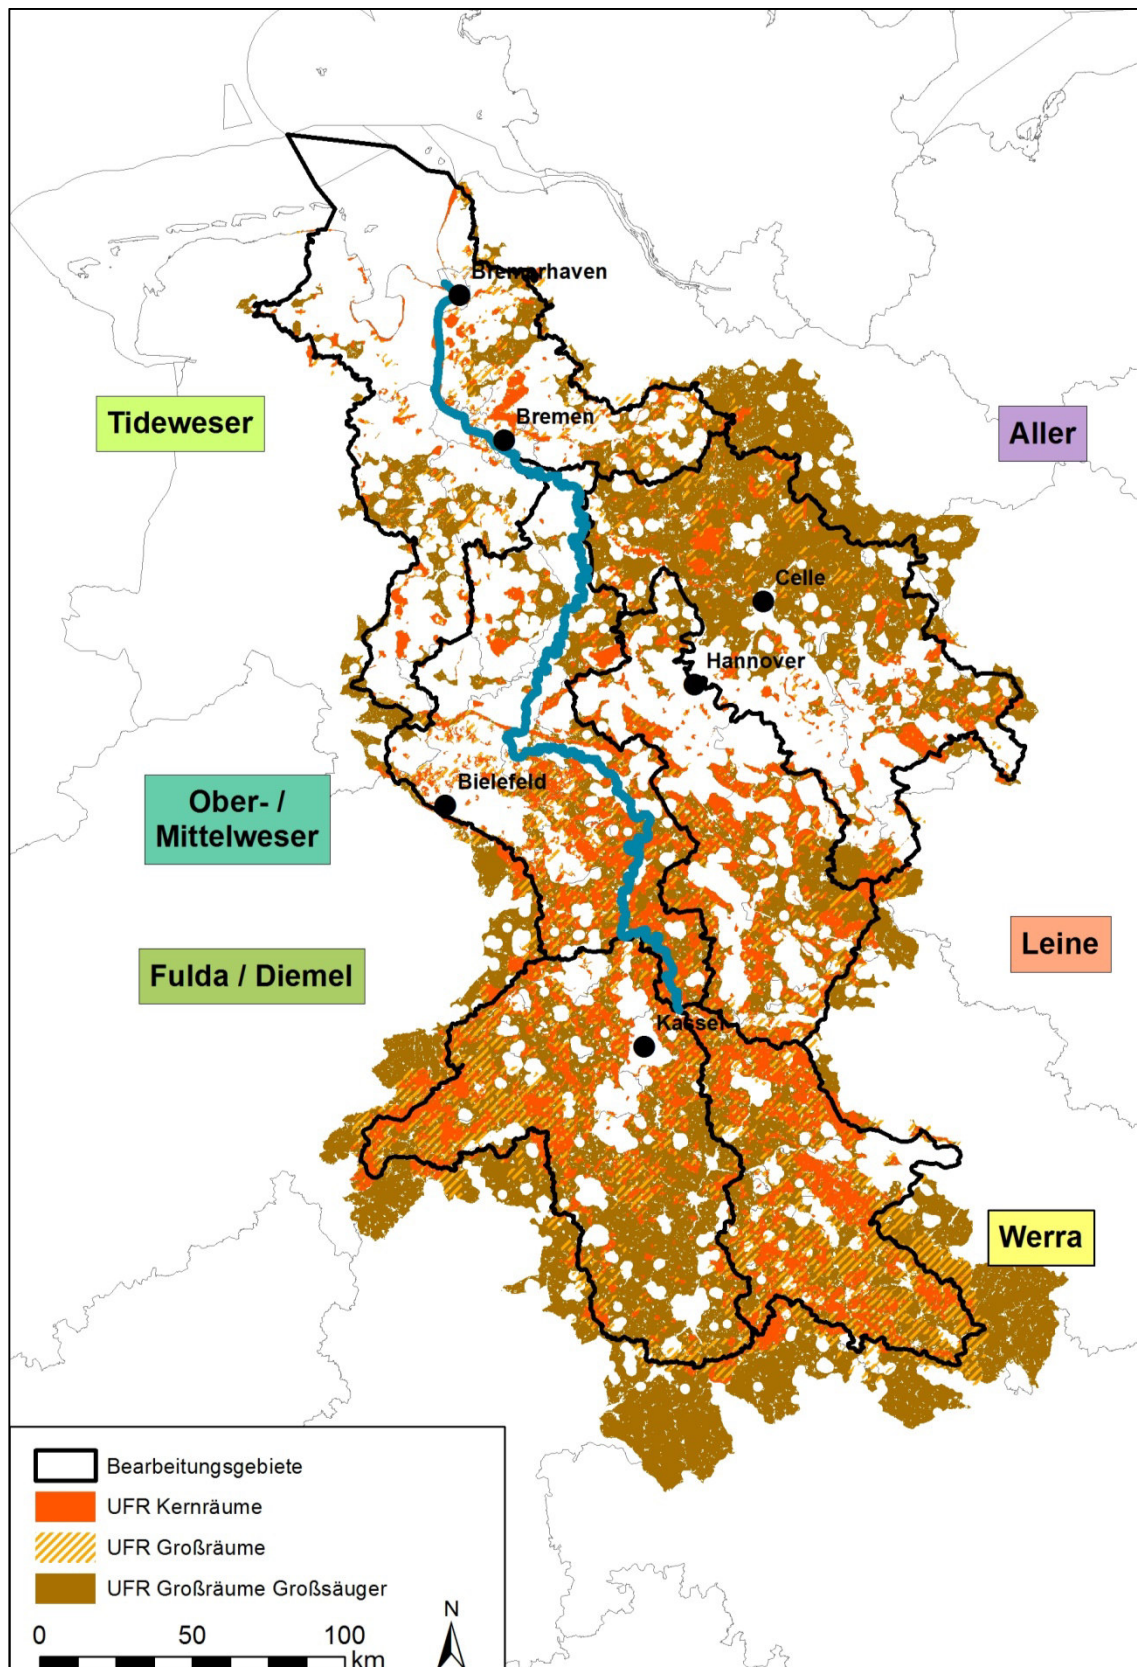 Bremerhaven
Tideweser
Bremen
Aller
Celle
Hannover
Bielefeld
Ober- /
Mittelweser
Leine
Fulda / Diemel
Kassel
Werra
Bearbeitungsgebiete
UFR Kernräume
UFR Großräume
UFR Großräume Großsäuger
N
0 50 100
km